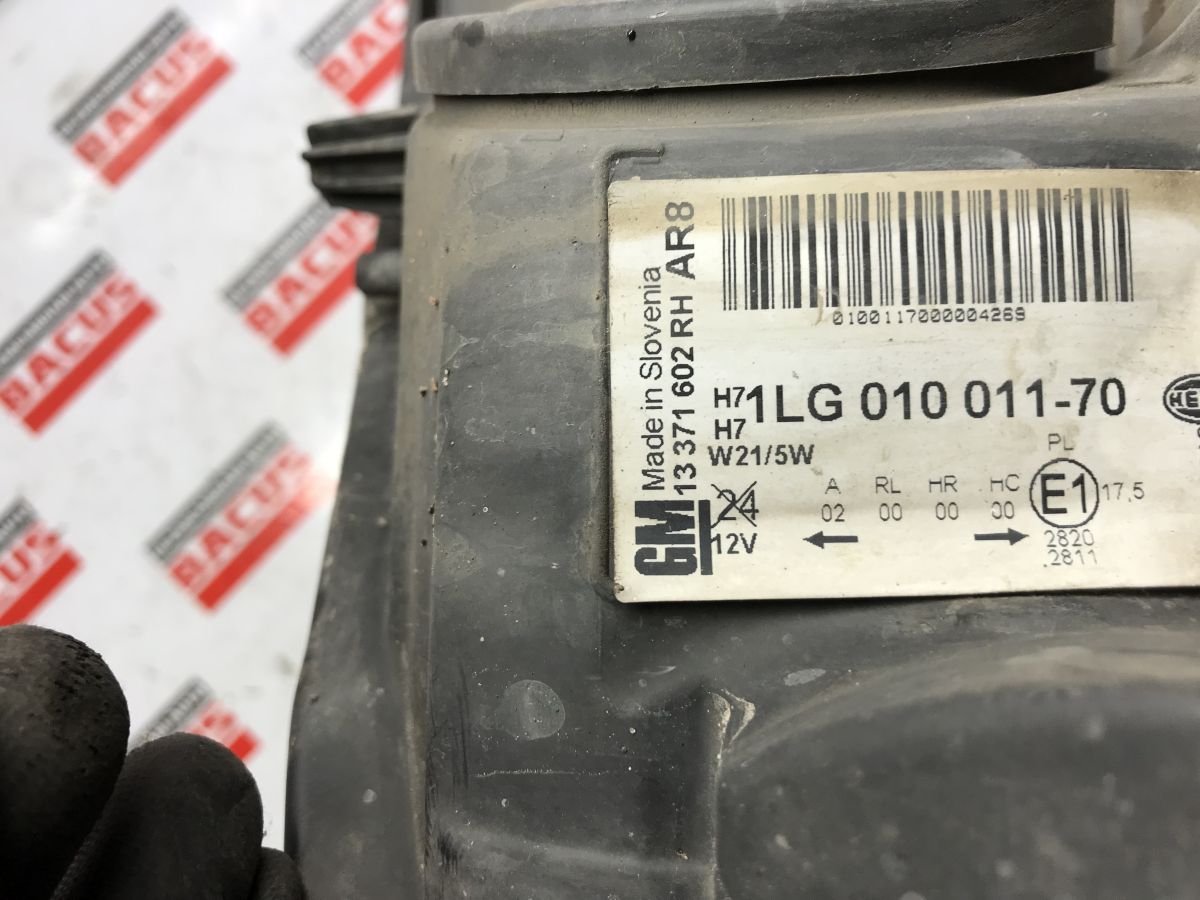 BACUS
BACUS
BACUS
BACUS
BACUS
BACUS
BACUS
Made in Slovenia
13 371 602 RH AR8
GM
0100117000004269
H7 1LG 010 011-70
H7
W21/5W
PL
24 A RL HR HC E1 17,5
02 00 00 00
12V 2820
.2811